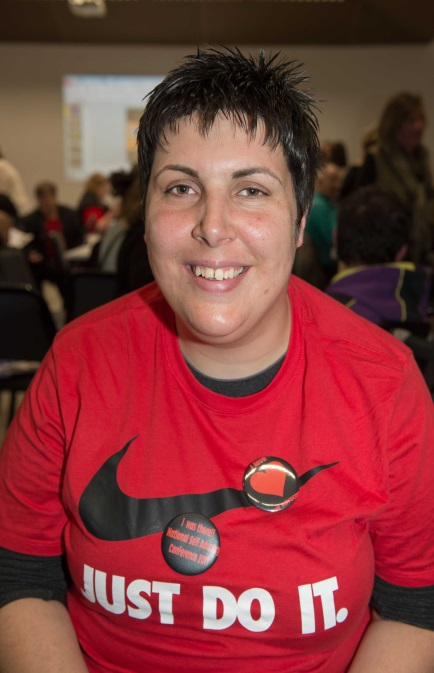 I was there!
National Self-Advocacy
Conference
JUST DO IT.